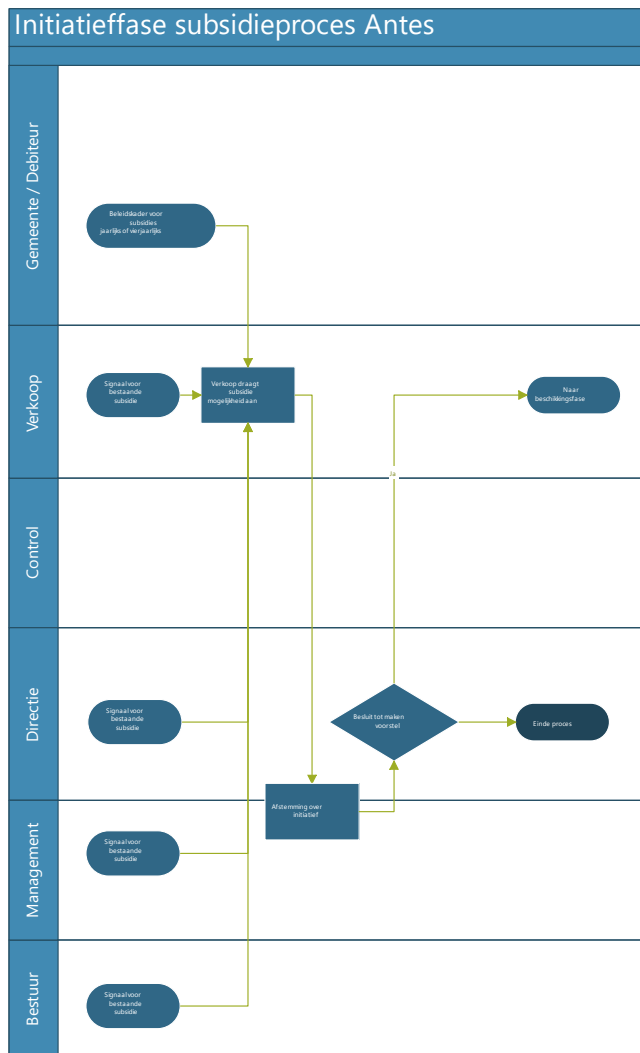 Initiatieffase subsidieproces Antes
Gemeente / Debiteur
Beleidskader voor
subsidies
jaarlijks of vierjaarlijks
Verkoop
Signaal voor
bestaande
subsidie
Verkoop draagt
subsidie
mogelijkheid aan
Naar
beschikkingsfase
Ja
Control
Directie
Signaal voor
bestaande
subsidie
Besluit tot maken
voorstel
Einde proces
Afstemming over
initiatief
Management
Signaal voor
bestaande
subsidie
Bestuur
Signaal voor
bestaande
subsidie